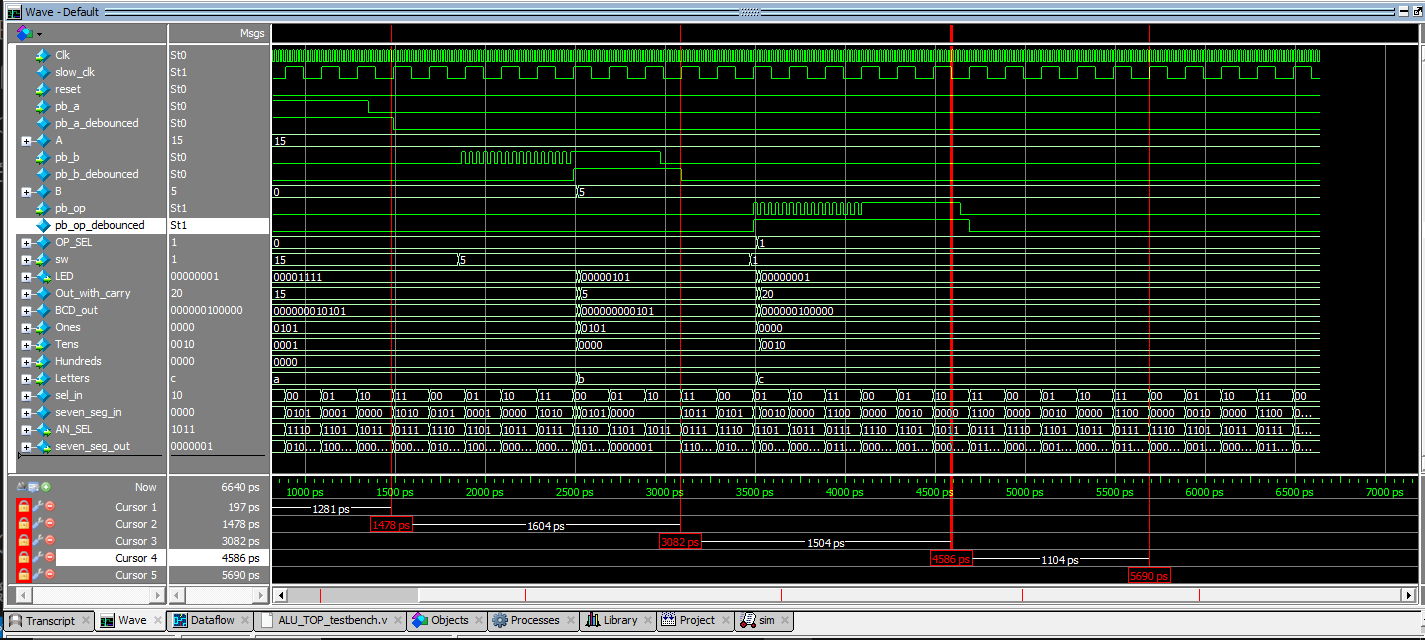 Wave - Default
Msgs
Clk St0
slow_clk St1
reset St0
pb_a St0
pb_a_debounced St0
A 15 15
pb_b St0
pb_b_debounced St0
B 5 0 5
pb_op St1
pb_op_debounced St1
OP_SEL 1 0 1
sw 1 15 5 1
LED 00000001 00001111 00000101 00000001
Out_with_carry 20 15 5 20
BCD_out 000000100000 000000010101 000000000101 000000100000
Ones 0000 0101 0101 0000
Tens 0010 0001 0000 0010
Hundreds 0000 0000
Letters c a b c
sel_in 10 00 01 10 11 00 01 10 11 00 01 10 11 00 01 10 11 00 01 10 11 00 01 10 11 00 01 10 11 00
seven_seg_in 0000 0101 0001 0000 1010 0101 0001 0000 1010 0101 0000 1011 0101 0010 0000 1100 0000 0010 0000 1100 0000 0010 0000 1100 0000 0010 0000 1100 0...
AN_SEL 1011 1110 1101 1011 0111 1110 1101 1011 0111 1110 1101 1011 0111 1110 1101 1011 0111 1110 1101 1011 0111 1110 1101 1011 0111 1110 1101 1011 0111 1...
seven_seg_out 0000001 010... 100... 000... 000... 010... 100... 000... 000... 01... 0000001 110... 010... 00... 000... 011... 000... 001... 000... 011... 000... 001... 000... 011... 000... 001... 000... 011... 0...
Now 6640 ps 1000 ps 1500 ps 2000 ps 2500 ps 3000 ps 3500 ps 4000 ps 4500 ps 5000 ps 5500 ps 6000 ps 6500 ps 7000 ps
Cursor 1 197 ps 1281 ps
Cursor 2 1478 ps 1478 ps 1604 ps
Cursor 3 3082 ps 3082 ps 1504 ps
Cursor 4 4586 ps 4586 ps 1104 ps
Cursor 5 5690 ps 5690 ps
Transcript Wave Dataflow ALU_TOP_testbench.v Objects Processes Library Project sim